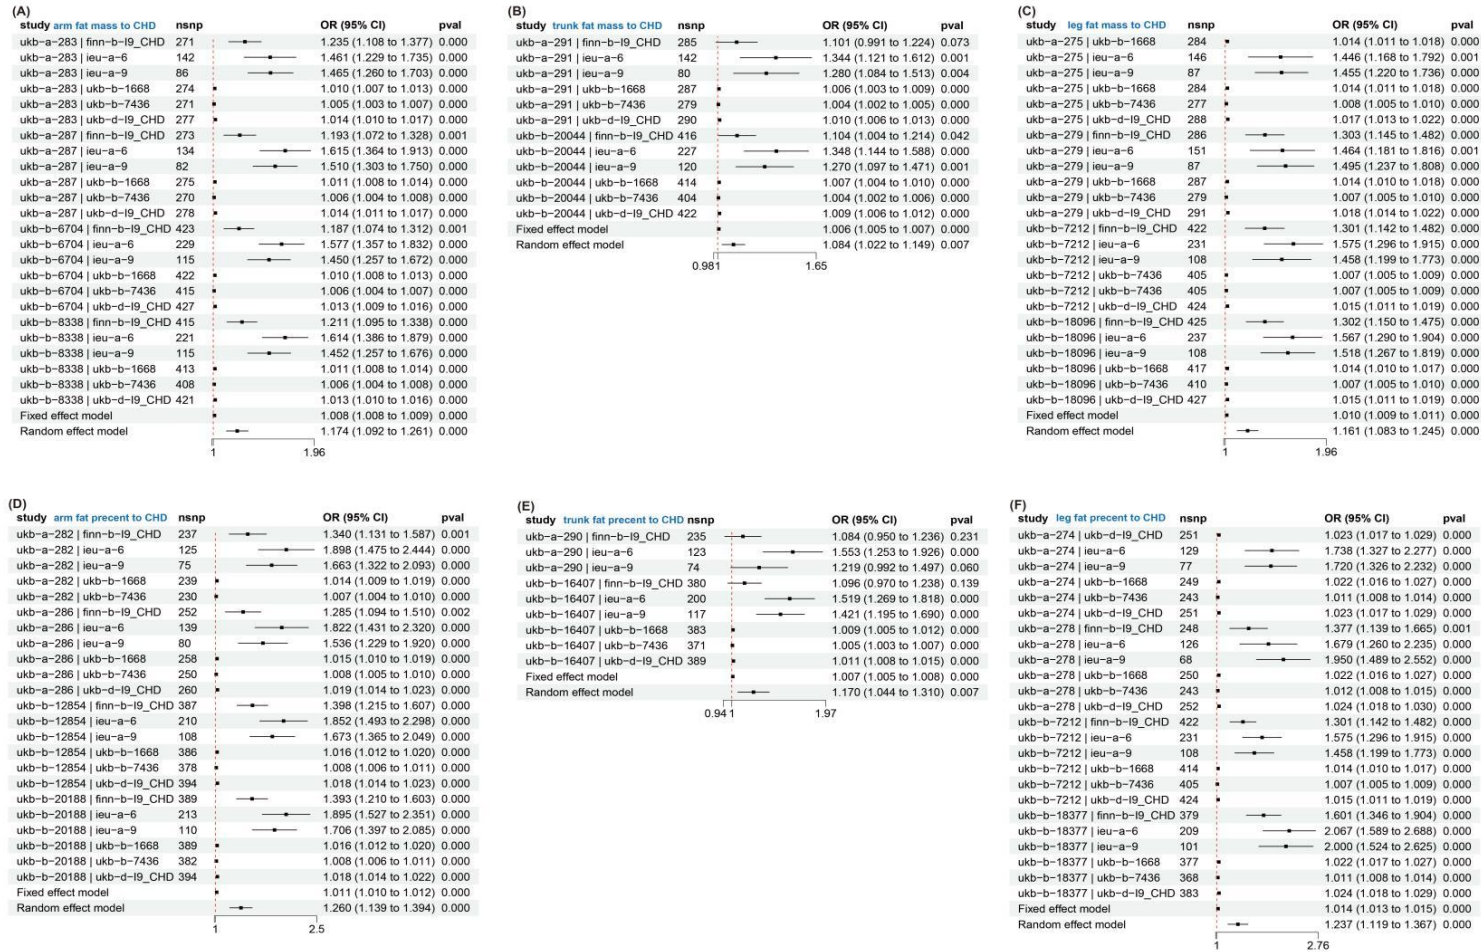 (A)
study arm fat mass to CHD nsnp OR (95% CI) pval
ukb-a-283 | finn-b-I9_CHD 271 1.235 (1.108 to 1.377) 0.000
ukb-a-283 | ieu-a-6 142 1.461 (1.229 to 1.735) 0.000
ukb-a-283 | ieu-a-9 86 1.465 (1.260 to 1.703) 0.000
ukb-a-283 | ukb-b-1668 274 1.010 (1.007 to 1.013) 0.000
ukb-a-283 | ukb-b-7436 271 1.005 (1.003 to 1.007) 0.000
ukb-a-283 | ukb-d-I9_CHD 277 1.014 (1.010 to 1.017) 0.000
ukb-a-287 | finn-b-I9_CHD 273 1.193 (1.072 to 1.328) 0.001
ukb-a-287 | ieu-a-6 134 1.615 (1.364 to 1.913) 0.000
ukb-a-287 | ieu-a-9 82 1.510 (1.303 to 1.750) 0.000
ukb-a-287 | ukb-b-1668 275 1.011 (1.008 to 1.014) 0.000
ukb-a-287 | ukb-b-7436 270 1.006 (1.004 to 1.008) 0.000
ukb-a-287 | ukb-d-I9_CHD 278 1.014 (1.011 to 1.017) 0.000
ukb-b-6704 | finn-b-I9_CHD 423 1.187 (1.074 to 1.312) 0.001
ukb-b-6704 | ieu-a-6 229 1.577 (1.357 to 1.832) 0.000
ukb-b-6704 | ieu-a-9 115 1.450 (1.257 to 1.672) 0.000
ukb-b-6704 | ukb-b-1668 422 1.010 (1.008 to 1.013) 0.000
ukb-b-6704 | ukb-b-7436 415 1.006 (1.004 to 1.007) 0.000
ukb-b-6704 | ukb-d-I9_CHD 427 1.013 (1.009 to 1.016) 0.000
ukb-b-8338 | finn-b-I9_CHD 415 1.211 (1.095 to 1.338) 0.000
ukb-b-8338 | ieu-a-6 221 1.614 (1.386 to 1.879) 0.000
ukb-b-8338 | ieu-a-9 115 1.452 (1.257 to 1.676) 0.000
ukb-b-8338 | ukb-b-1668 413 1.011 (1.008 to 1.014) 0.000
ukb-b-8338 | ukb-b-7436 408 1.006 (1.004 to 1.008) 0.000
ukb-b-8338 | ukb-d-I9_CHD 421 1.013 (1.010 to 1.016) 0.000
Fixed effect model 1.008 (1.008 to 1.009) 0.000
Random effect model 1.174 (1.092 to 1.261) 0.000
1 1.96
(B)
study trunk fat mass to CHD nsnp OR (95% CI) pval
ukb-a-291 | finn-b-I9_CHD 285 1.101 (0.991 to 1.224) 0.073
ukb-a-291 | ieu-a-6 142 1.344 (1.121 to 1.612) 0.001
ukb-a-291 | ieu-a-9 80 1.280 (1.084 to 1.513) 0.004
ukb-a-291 | ukb-b-1668 287 1.006 (1.003 to 1.009) 0.000
ukb-a-291 | ukb-b-7436 279 1.004 (1.002 to 1.005) 0.000
ukb-a-291 | ukb-d-I9_CHD 290 1.010 (1.006 to 1.013) 0.000
ukb-b-20044 | finn-b-I9_CHD 416 1.104 (1.004 to 1.214) 0.042
ukb-b-20044 | ieu-a-6 227 1.348 (1.144 to 1.588) 0.000
ukb-b-20044 | ieu-a-9 120 1.270 (1.097 to 1.471) 0.001
ukb-b-20044 | ukb-b-1668 414 1.007 (1.004 to 1.010) 0.000
ukb-b-20044 | ukb-b-7436 404 1.004 (1.002 to 1.006) 0.000
ukb-b-20044 | ukb-d-I9_CHD 422 1.009 (1.006 to 1.012) 0.000
Fixed effect model 1.006 (1.005 to 1.007) 0.000
Random effect model 1.084 (1.022 to 1.149) 0.007
0.981 1.65
(C)
study leg fat mass to CHD nsnp OR (95% CI) pval
ukb-a-275 | ukb-b-1668 284 1.014 (1.011 to 1.018) 0.000
ukb-a-275 | ieu-a-6 146 1.446 (1.168 to 1.792) 0.001
ukb-a-275 | ieu-a-9 87 1.455 (1.220 to 1.736) 0.000
ukb-a-275 | ukb-b-1668 284 1.014 (1.011 to 1.018) 0.000
ukb-a-275 | ukb-b-7436 277 1.008 (1.005 to 1.010) 0.000
ukb-a-275 | ukb-d-I9_CHD 288 1.017 (1.013 to 1.022) 0.000
ukb-a-279 | finn-b-I9_CHD 286 1.303 (1.145 to 1.482) 0.000
ukb-a-279 | ieu-a-6 151 1.464 (1.181 to 1.816) 0.001
ukb-a-279 | ieu-a-9 87 1.495 (1.237 to 1.808) 0.000
ukb-a-279 | ukb-b-1668 287 1.014 (1.010 to 1.018) 0.000
ukb-a-279 | ukb-b-7436 279 1.007 (1.005 to 1.010) 0.000
ukb-a-279 | ukb-d-I9_CHD 291 1.018 (1.014 to 1.022) 0.000
ukb-b-7212 | finn-b-I9_CHD 422 1.301 (1.142 to 1.482) 0.000
ukb-b-7212 | ieu-a-6 231 1.575 (1.296 to 1.915) 0.000
ukb-b-7212 | ieu-a-9 108 1.458 (1.199 to 1.773) 0.000
ukb-b-7212 | ukb-b-7436 405 1.007 (1.005 to 1.009) 0.000
ukb-b-7212 | ukb-b-7436 405 1.007 (1.005 to 1.009) 0.000
ukb-b-7212 | ukb-d-I9_CHD 424 1.015 (1.011 to 1.019) 0.000
ukb-b-18096 | finn-b-I9_CHD 425 1.302 (1.150 to 1.475) 0.000
ukb-b-18096 | ieu-a-6 237 1.567 (1.290 to 1.904) 0.000
ukb-b-18096 | ieu-a-9 108 1.518 (1.267 to 1.819) 0.000
ukb-b-18096 | ukb-b-1668 417 1.014 (1.010 to 1.017) 0.000
ukb-b-18096 | ukb-b-7436 410 1.007 (1.005 to 1.010) 0.000
ukb-b-18096 | ukb-d-I9_CHD 427 1.015 (1.011 to 1.019) 0.000
Fixed effect model 1.010 (1.009 to 1.011) 0.000
Random effect model 1.161 (1.083 to 1.245) 0.000
1 1.96
(D)
study arm fat precent to CHD nsnp OR (95% CI) pval
ukb-a-282 | finn-b-I9_CHD 237 1.340 (1.131 to 1.587) 0.001
ukb-a-282 | ieu-a-6 125 1.898 (1.475 to 2.444) 0.000
ukb-a-282 | ieu-a-9 75 1.663 (1.322 to 2.093) 0.000
ukb-a-282 | ukb-b-1668 239 1.014 (1.009 to 1.019) 0.000
ukb-a-282 | ukb-b-7436 230 1.007 (1.004 to 1.010) 0.000
ukb-a-286 | finn-b-I9_CHD 252 1.285 (1.094 to 1.510) 0.002
ukb-a-286 | ieu-a-6 139 1.822 (1.431 to 2.320) 0.000
ukb-a-286 | ieu-a-9 80 1.536 (1.229 to 1.920) 0.000
ukb-a-286 | ukb-b-1668 258 1.015 (1.010 to 1.019) 0.000
ukb-a-286 | ukb-b-7436 250 1.008 (1.005 to 1.010) 0.000
ukb-a-286 | ukb-d-I9_CHD 260 1.019 (1.014 to 1.023) 0.000
ukb-b-12854 | finn-b-I9_CHD 387 1.398 (1.215 to 1.607) 0.000
ukb-b-12854 | ieu-a-6 210 1.852 (1.493 to 2.298) 0.000
ukb-b-12854 | ieu-a-9 108 1.673 (1.365 to 2.049) 0.000
ukb-b-12854 | ukb-b-1668 386 1.016 (1.012 to 1.020) 0.000
ukb-b-12854 | ukb-b-7436 378 1.008 (1.006 to 1.011) 0.000
ukb-b-12854 | ukb-d-I9_CHD 394 1.018 (1.014 to 1.023) 0.000
ukb-b-20188 | finn-b-I9_CHD 389 1.393 (1.210 to 1.603) 0.000
ukb-b-20188 | ieu-a-6 213 1.895 (1.527 to 2.351) 0.000
ukb-b-20188 | ieu-a-9 110 1.706 (1.397 to 2.085) 0.000
ukb-b-20188 | ukb-b-1668 389 1.016 (1.012 to 1.020) 0.000
ukb-b-20188 | ukb-b-7436 382 1.008 (1.006 to 1.011) 0.000
ukb-b-20188 | ukb-d-I9_CHD 394 1.018 (1.014 to 1.022) 0.000
Fixed effect model 1.011 (1.010 to 1.012) 0.000
Random effect model 1.260 (1.139 to 1.394) 0.000
1 2.5
(E)
study trunk fat precent to CHD nsnp OR (95% CI) pval
ukb-a-290 | finn-b-I9_CHD 235 1.084 (0.950 to 1.236) 0.231
ukb-a-290 | ieu-a-6 123 1.553 (1.253 to 1.926) 0.000
ukb-a-290 | ieu-a-9 74 1.219 (0.992 to 1.497) 0.060
ukb-b-16407 | finn-b-I9_CHD 380 1.096 (0.970 to 1.238) 0.139
ukb-b-16407 | ieu-a-6 200 1.519 (1.269 to 1.818) 0.000
ukb-b-16407 | ieu-a-9 117 1.421 (1.195 to 1.690) 0.000
ukb-b-16407 | ukb-b-1668 383 1.009 (1.005 to 1.012) 0.000
ukb-b-16407 | ukb-b-7436 371 1.005 (1.003 to 1.007) 0.000
ukb-b-16407 | ukb-d-I9_CHD 389 1.011 (1.008 to 1.015) 0.000
Fixed effect model 1.007 (1.005 to 1.008) 0.000
Random effect model 1.170 (1.044 to 1.310) 0.007
0.94 1 1.97
(F)
study leg fat precent to CHD nsnp OR (95% CI) pval
ukb-a-274 | ukb-d-I9_CHD 251 1.023 (1.017 to 1.029) 0.000
ukb-a-274 | ieu-a-6 129 1.738 (1.327 to 2.277) 0.000
ukb-a-274 | ieu-a-9 77 1.720 (1.326 to 2.232) 0.000
ukb-a-274 | ukb-b-1668 249 1.022 (1.016 to 1.027) 0.000
ukb-a-274 | ukb-b-7436 243 1.011 (1.008 to 1.014) 0.000
ukb-a-274 | ukb-d-I9_CHD 251 1.023 (1.017 to 1.029) 0.000
ukb-a-278 | finn-b-I9_CHD 248 1.377 (1.139 to 1.665) 0.001
ukb-a-278 | ieu-a-6 126 1.679 (1.260 to 2.235) 0.000
ukb-a-278 | ieu-a-9 68 1.950 (1.489 to 2.552) 0.000
ukb-a-278 | ukb-b-1668 250 1.022 (1.016 to 1.027) 0.000
ukb-a-278 | ukb-b-7436 243 1.012 (1.008 to 1.015) 0.000
ukb-a-278 | ukb-d-I9_CHD 252 1.024 (1.018 to 1.030) 0.000
ukb-b-7212 | finn-b-I9_CHD 422 1.301 (1.142 to 1.482) 0.000
ukb-b-7212 | ieu-a-6 231 1.575 (1.296 to 1.915) 0.000
ukb-b-7212 | ieu-a-9 108 1.458 (1.199 to 1.773) 0.000
ukb-b-7212 | ukb-b-1668 414 1.014 (1.010 to 1.017) 0.000
ukb-b-7212 | ukb-b-7436 405 1.007 (1.005 to 1.009) 0.000
ukb-b-7212 | ukb-d-I9_CHD 424 1.015 (1.011 to 1.019) 0.000
ukb-b-18377 | finn-b-I9_CHD 379 1.601 (1.346 to 1.904) 0.000
ukb-b-18377 | ieu-a-6 209 2.067 (1.589 to 2.688) 0.000
ukb-b-18377 | ieu-a-9 101 2.000 (1.524 to 2.625) 0.000
ukb-b-18377 | ukb-b-1668 377 1.022 (1.017 to 1.027) 0.000
ukb-b-18377 | ukb-b-7436 368 1.011 (1.008 to 1.014) 0.000
ukb-b-18377 | ukb-d-I9_CHD 383 1.024 (1.018 to 1.029) 0.000
Fixed effect model 1.014 (1.013 to 1.015) 0.000
Random effect model 1.237 (1.119 to 1.367) 0.000
1 2.76